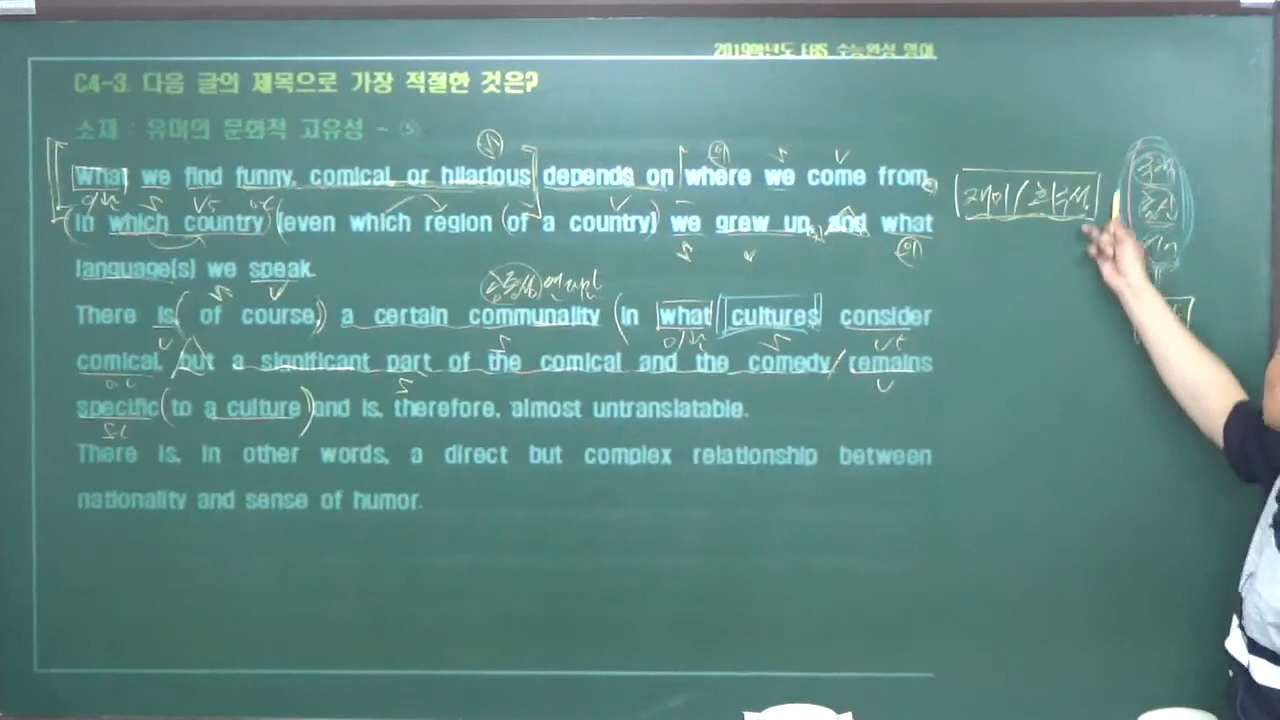 2019학년도 EBS 수능완성 영어
C4-3. 다음 글의 제목으로 가장 적절한 것은?
소재 : 유머의 문화적 고유성 - ⑤
What we find funny, comical or hilarious depends on where we come from,
in which country (even which region of a country) we grew up, and what
language(s) we speak.
There is, of course, a certain communality in what cultures consider
comical, but a significant part of the comical and the comedy remains
specific to a culture and is, therefore, almost untranslatable.
There is, in other words, a direct but complex relationship between
nationality and sense of humor.